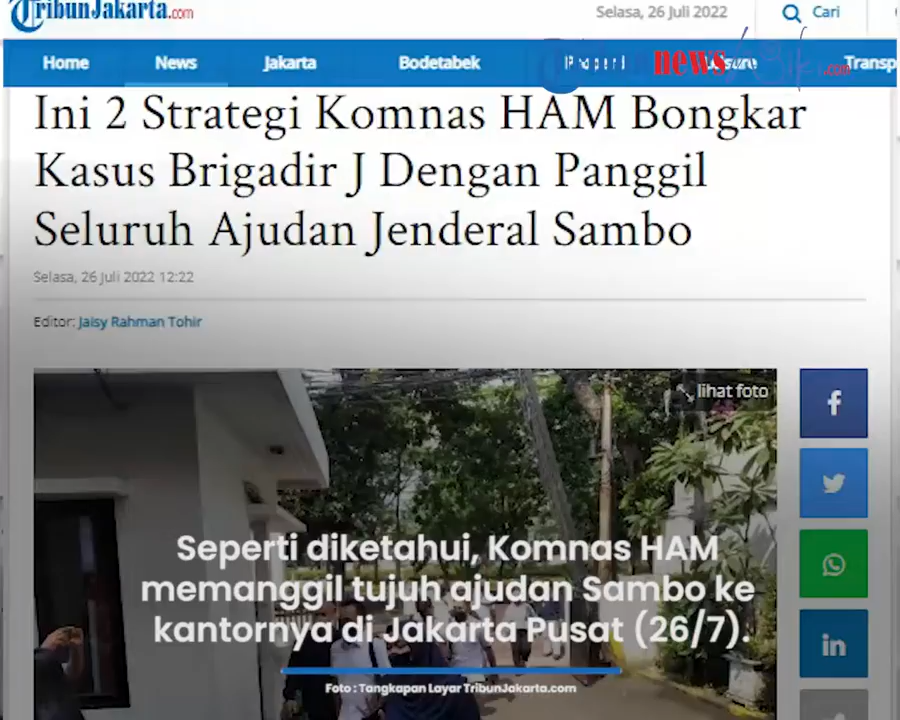 TribunJakarta.com
Selasa, 26 Juli 2022
Cari
Home News Jakarta Bodetabek Transp
news .com
Ini 2 Strategi Komnas HAM Bongkar
Kasus Brigadir J Dengan Panggil
Seluruh Ajudan Jenderal Sambo
Selasa, 26 Juli 2022 12:22
Editor: Jaisy Rahman Tohir
lihat foto
Seperti diketahui, Komnas HAM
memanggil tujuh ajudan Sambo ke
kantornya di Jakarta Pusat (26/7).
Foto : Tangkapan Layar TribunJakarta.com